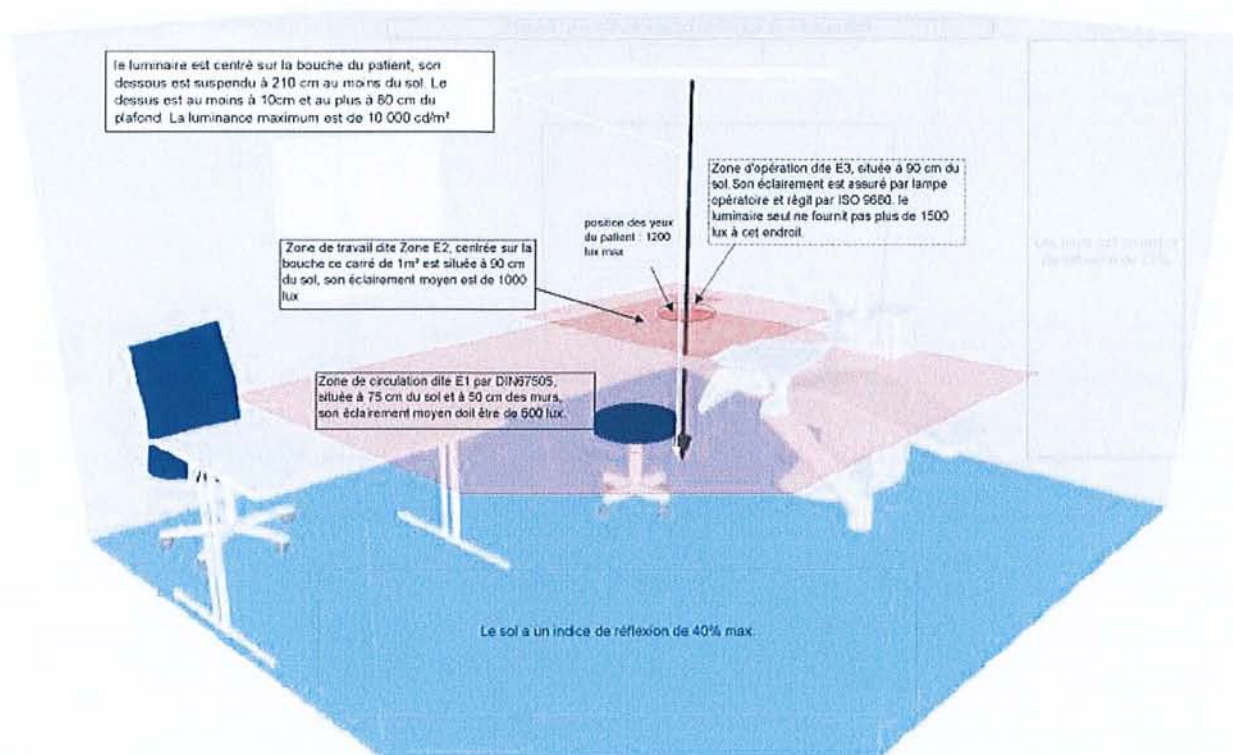 le luminaire est centré sur la bouche du patient, son
dessous est suspendu à 210 cm au moins du sol. Le
dessus est au moins à 10cm et au plus à 80 cm du
plafond. La luminance maximum est de 10 000 cd/m²
Zone d'opération dite E3, située à 90 cm du
sol. Son éclairement est assuré par lampe
opératoire et régit par ISO 9680. le
luminaire seul ne fournit pas plus de 1500
lux à cet endroit.
position des yeux
du patient : 1200
lux max
Zone de travail dite Zone E2, centrée sur la
bouche ce carré de 1m² est située à 90 cm
du sol, son éclairement moyen est de 1000
lux
Zone de circulation dite E1 par DIN67505,
située à 75 cm du sol et à 50 cm des murs,
son éclairement moyen doit être de 600 lux.
Le sol a un indice de réflexion de 40% max.